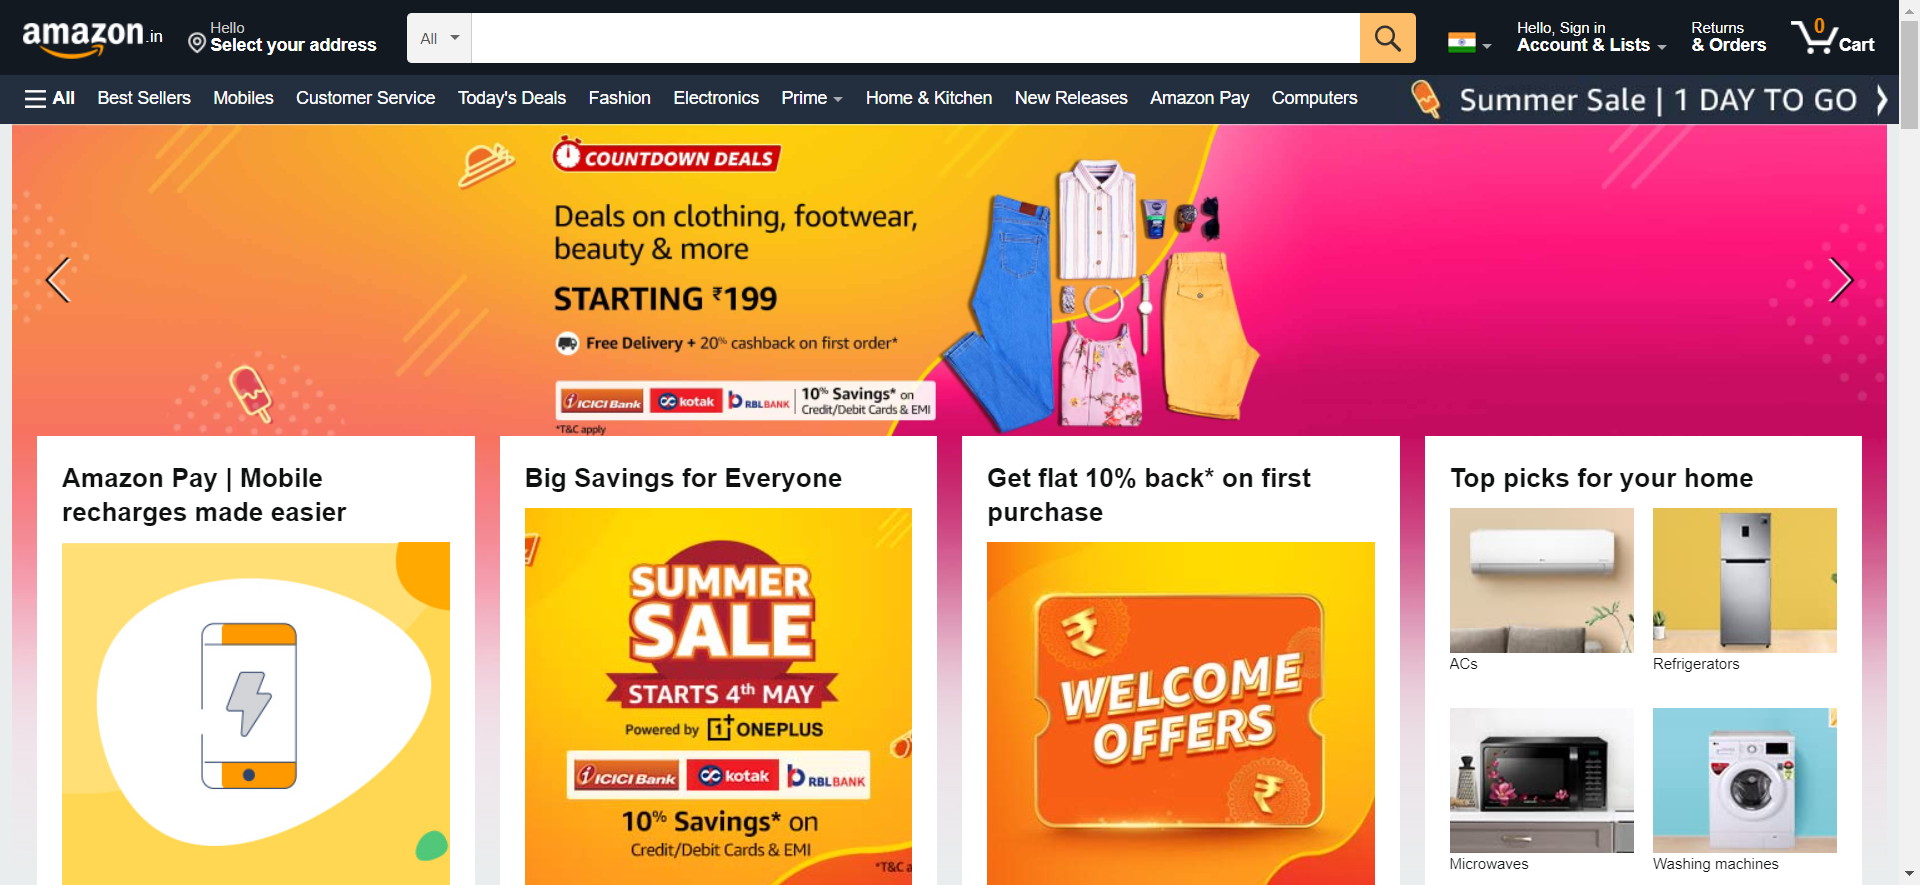 amazon.in
Hello
Select your address
All
Hello, Sign in
Account & Lists
Returns
& Orders
0
Cart
All
Best Sellers
Mobiles
Customer Service
Today's Deals
Fashion
Electronics
Prime
Home & Kitchen
New Releases
Amazon Pay
Computers
Summer Sale | 1 DAY TO GO
COUNTDOWN DEALS
Deals on clothing, footwear,
beauty & more
STARTING ₹199
Free Delivery + 20% cashback on first order*
ICICI Bank
kotak
RBLBANK
10% Savings* on
Credit/Debit Cards & EMI
*T&C apply
Amazon Pay | Mobile
recharges made easier
Big Savings for Everyone
SUMMER
SALE
STARTS 4th MAY
Powered by 1+ ONEPLUS
ICICI Bank
kotak
RBLBANK
10% Savings* on
Credit/Debit Cards & EMI
*T&C a
Get flat 10% back* on first
purchase
₹
WELCOME
OFFERS
₹
Top picks for your home
ACs
Refrigerators
Microwaves
Washing machines